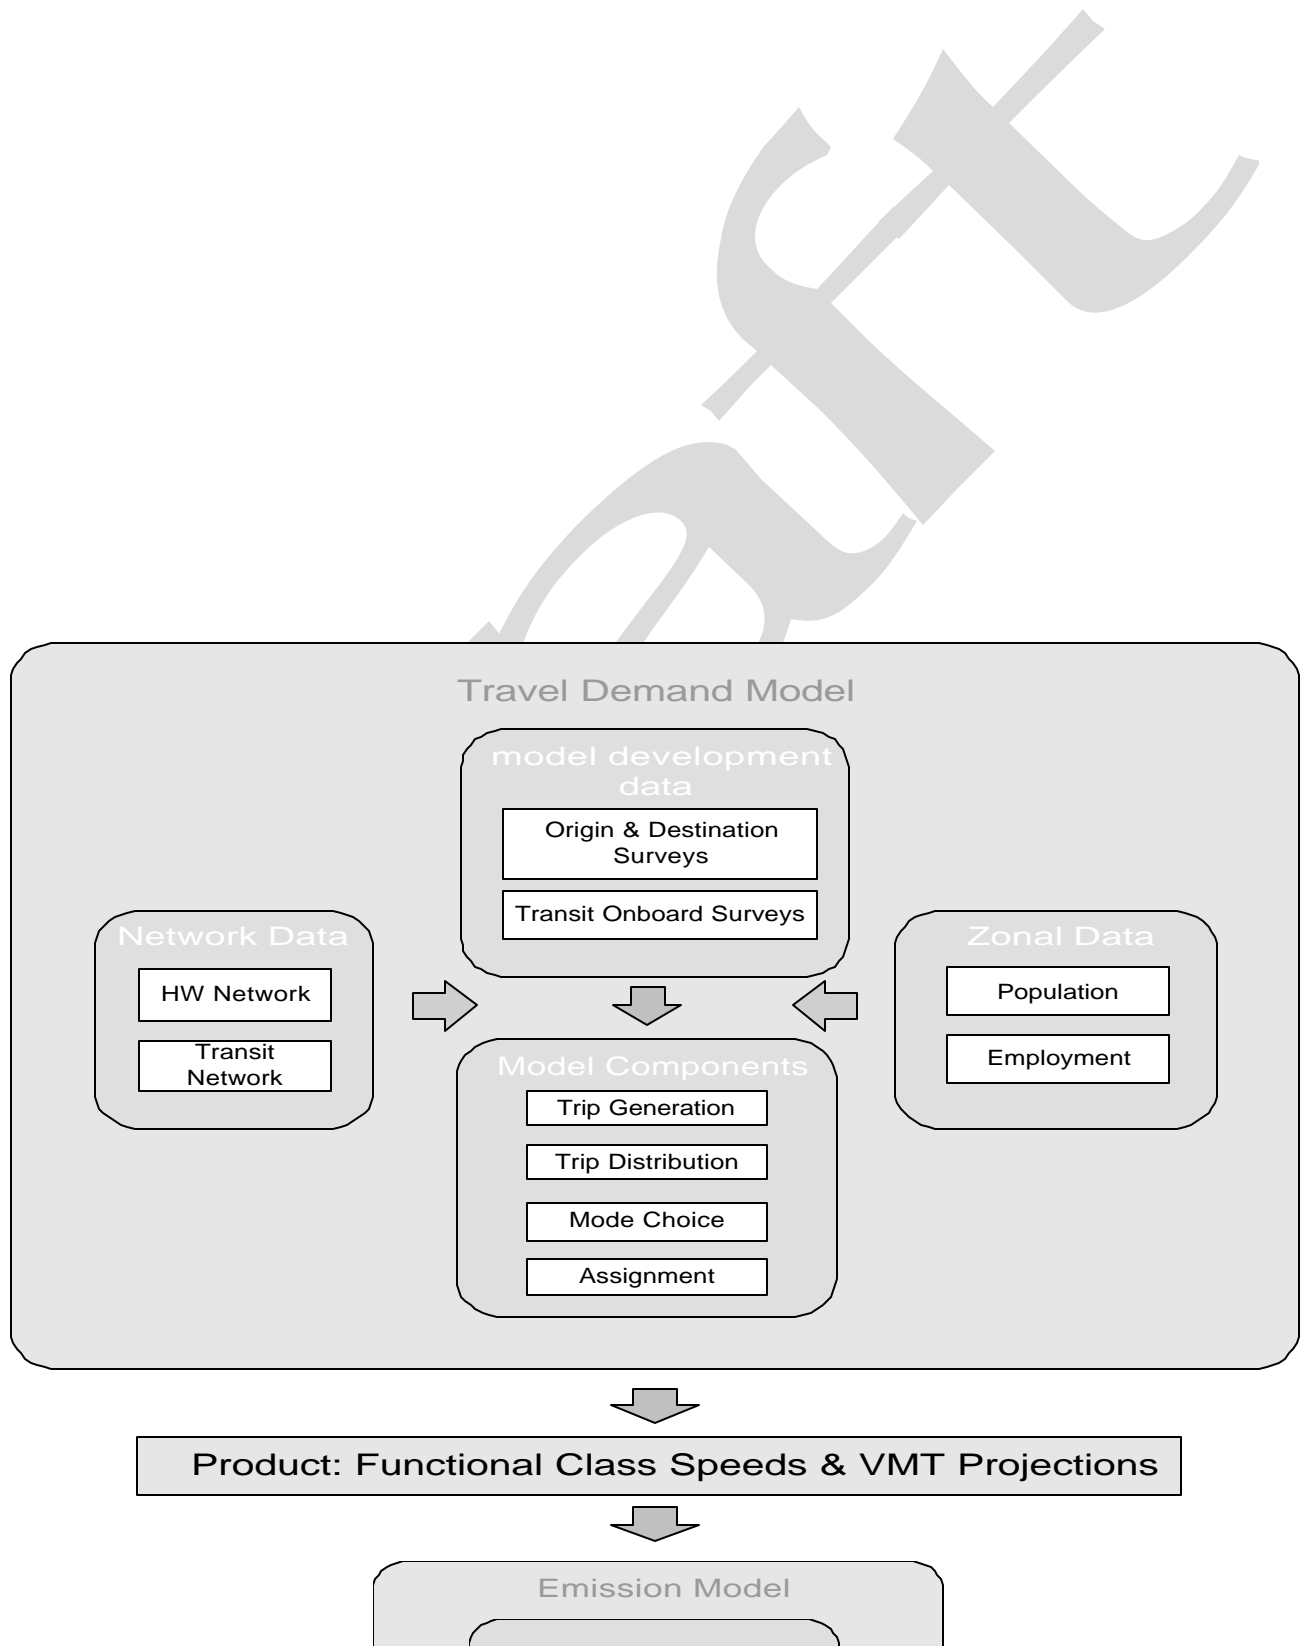 aft
Travel Demand Model
model development
data
Origin & Destination
Surveys
Transit Onboard Surveys
Network Data
HW Network
Transit
Network
Zonal Data
Population
Employment
Model Components
Trip Generation
Trip Distribution
Mode Choice
Assignment
Product: Functional Class Speeds & VMT Projections
Emission Model